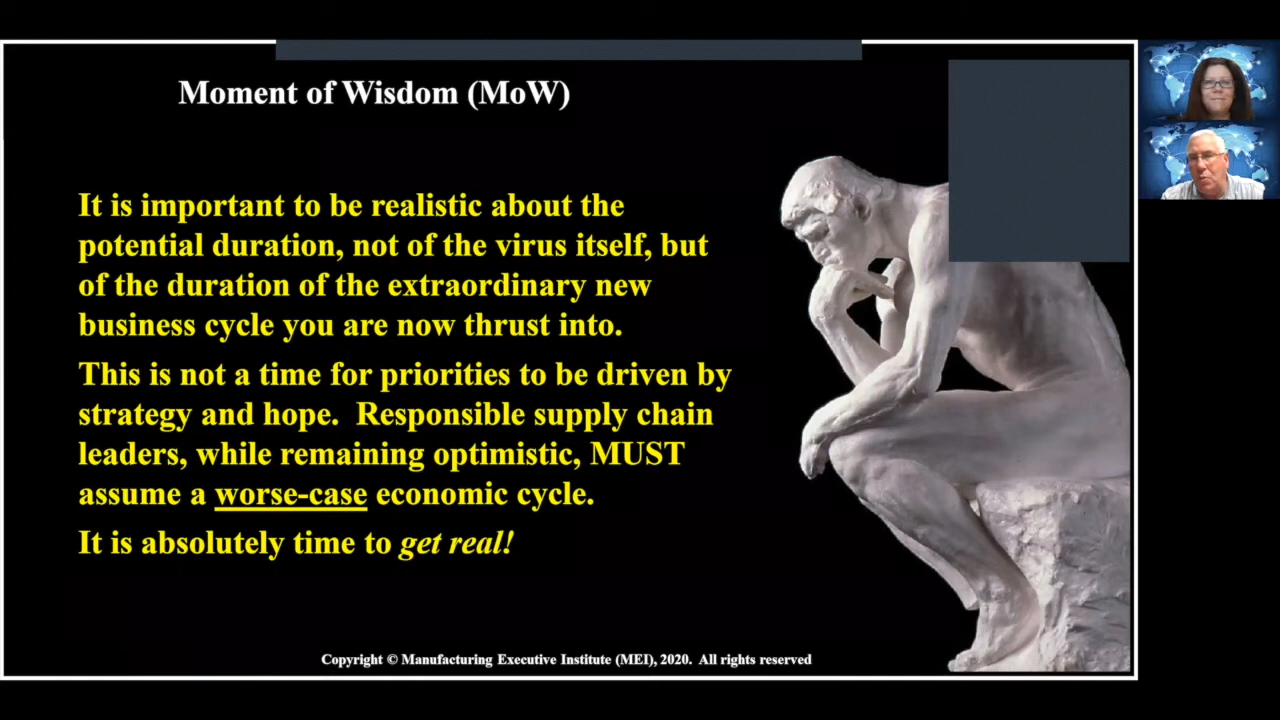 Moment of Wisdom (MoW)
It is important to be realistic about the
potential duration, not of the virus itself, but
of the duration of the extraordinary new
business cycle you are now thrust into.
This is not a time for priorities to be driven by
strategy and hope.  Responsible supply chain
leaders, while remaining optimistic, MUST
assume a worse-case economic cycle.
It is absolutely time to get real!
Copyright © Manufacturing Executive Institute (MEI), 2020.  All rights reserved